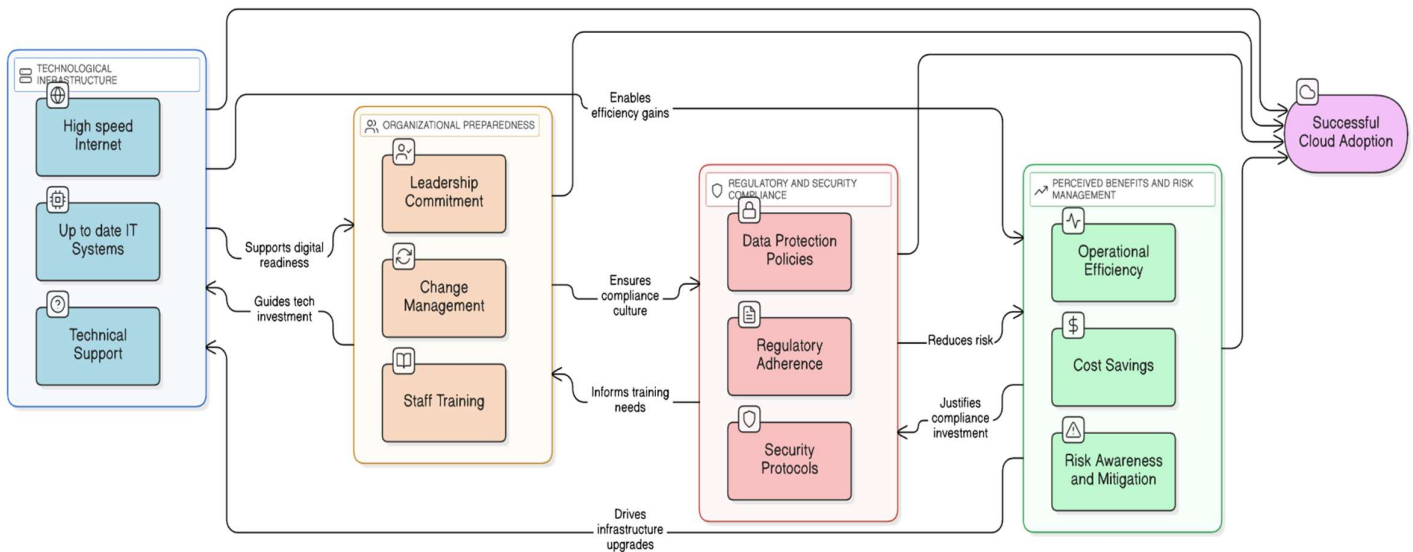 TECHNOLOGICAL
INFRASTRUCTURE
High speed
Internet
Up to date IT
Systems
Technical
Support
Supports digital
readiness
Guides tech
investment
ORGANIZATIONAL PREPAREDNESS
Leadership
Commitment
Change
Management
Staff Training
Enables
efficiency gains
Ensures
compliance
culture
Informs training
needs
Drives
infrastructure
upgrades
REGULATORY AND SECURITY
COMPLIANCE
Data Protection
Policies
Regulatory
Adherence
Security
Protocols
Reduces risk
Justifies
compliance
investment
PERCEIVED BENEFITS AND RISK
MANAGEMENT
Operational
Efficiency
Cost Savings
Risk Awareness
and Mitigation
Successful
Cloud Adoption